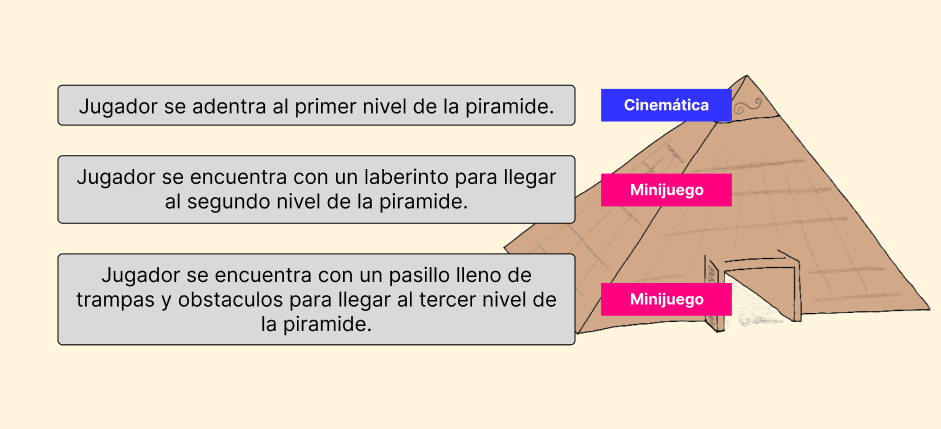 Jugador se adentra al primer nivel de la piramide.
Cinemática
Jugador se encuentra con un laberinto para llegar
al segundo nivel de la piramide.
Minijuego
Jugador se encuentra con un pasillo lleno de
trampas y obstaculos para llegar al tercer nivel de
la piramide.
Minijuego